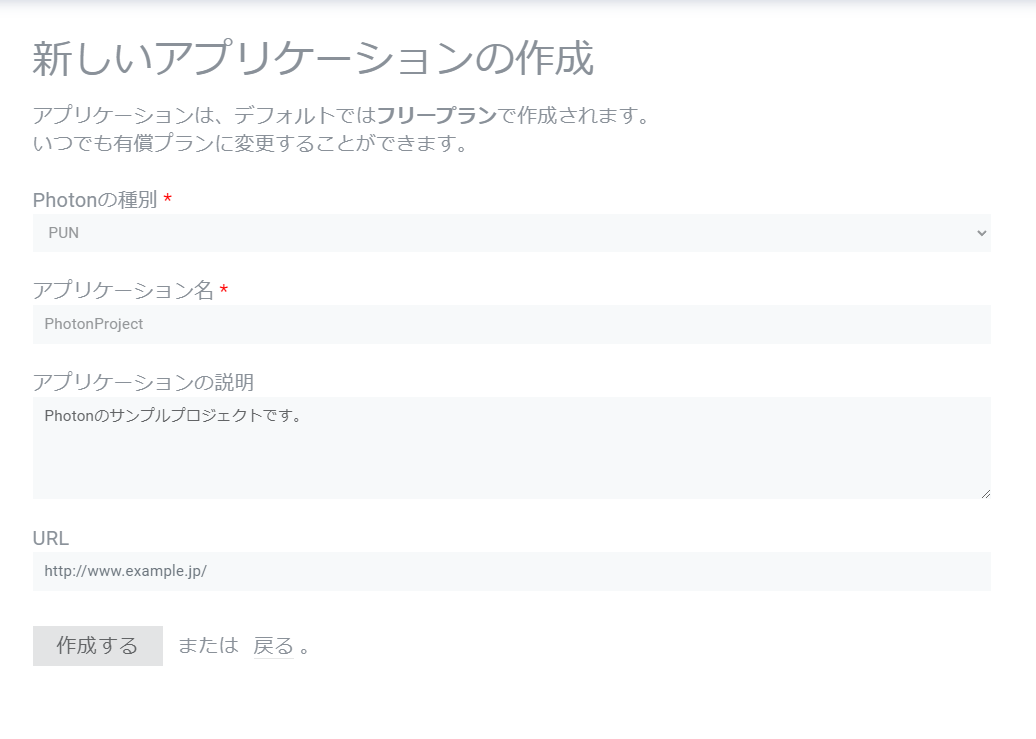 新しいアプリケーションの作成
アプリケーションは、デフォルトではフリープランで作成されます。
いつでも有償プランに変更することができます。
Photonの種別 *
PUN
アプリケーション名 *
PhotonProject
アプリケーションの説明
Photonのサンプルプロジェクトです。
URL
http://www.example.jp/
作成する または 戻る 。